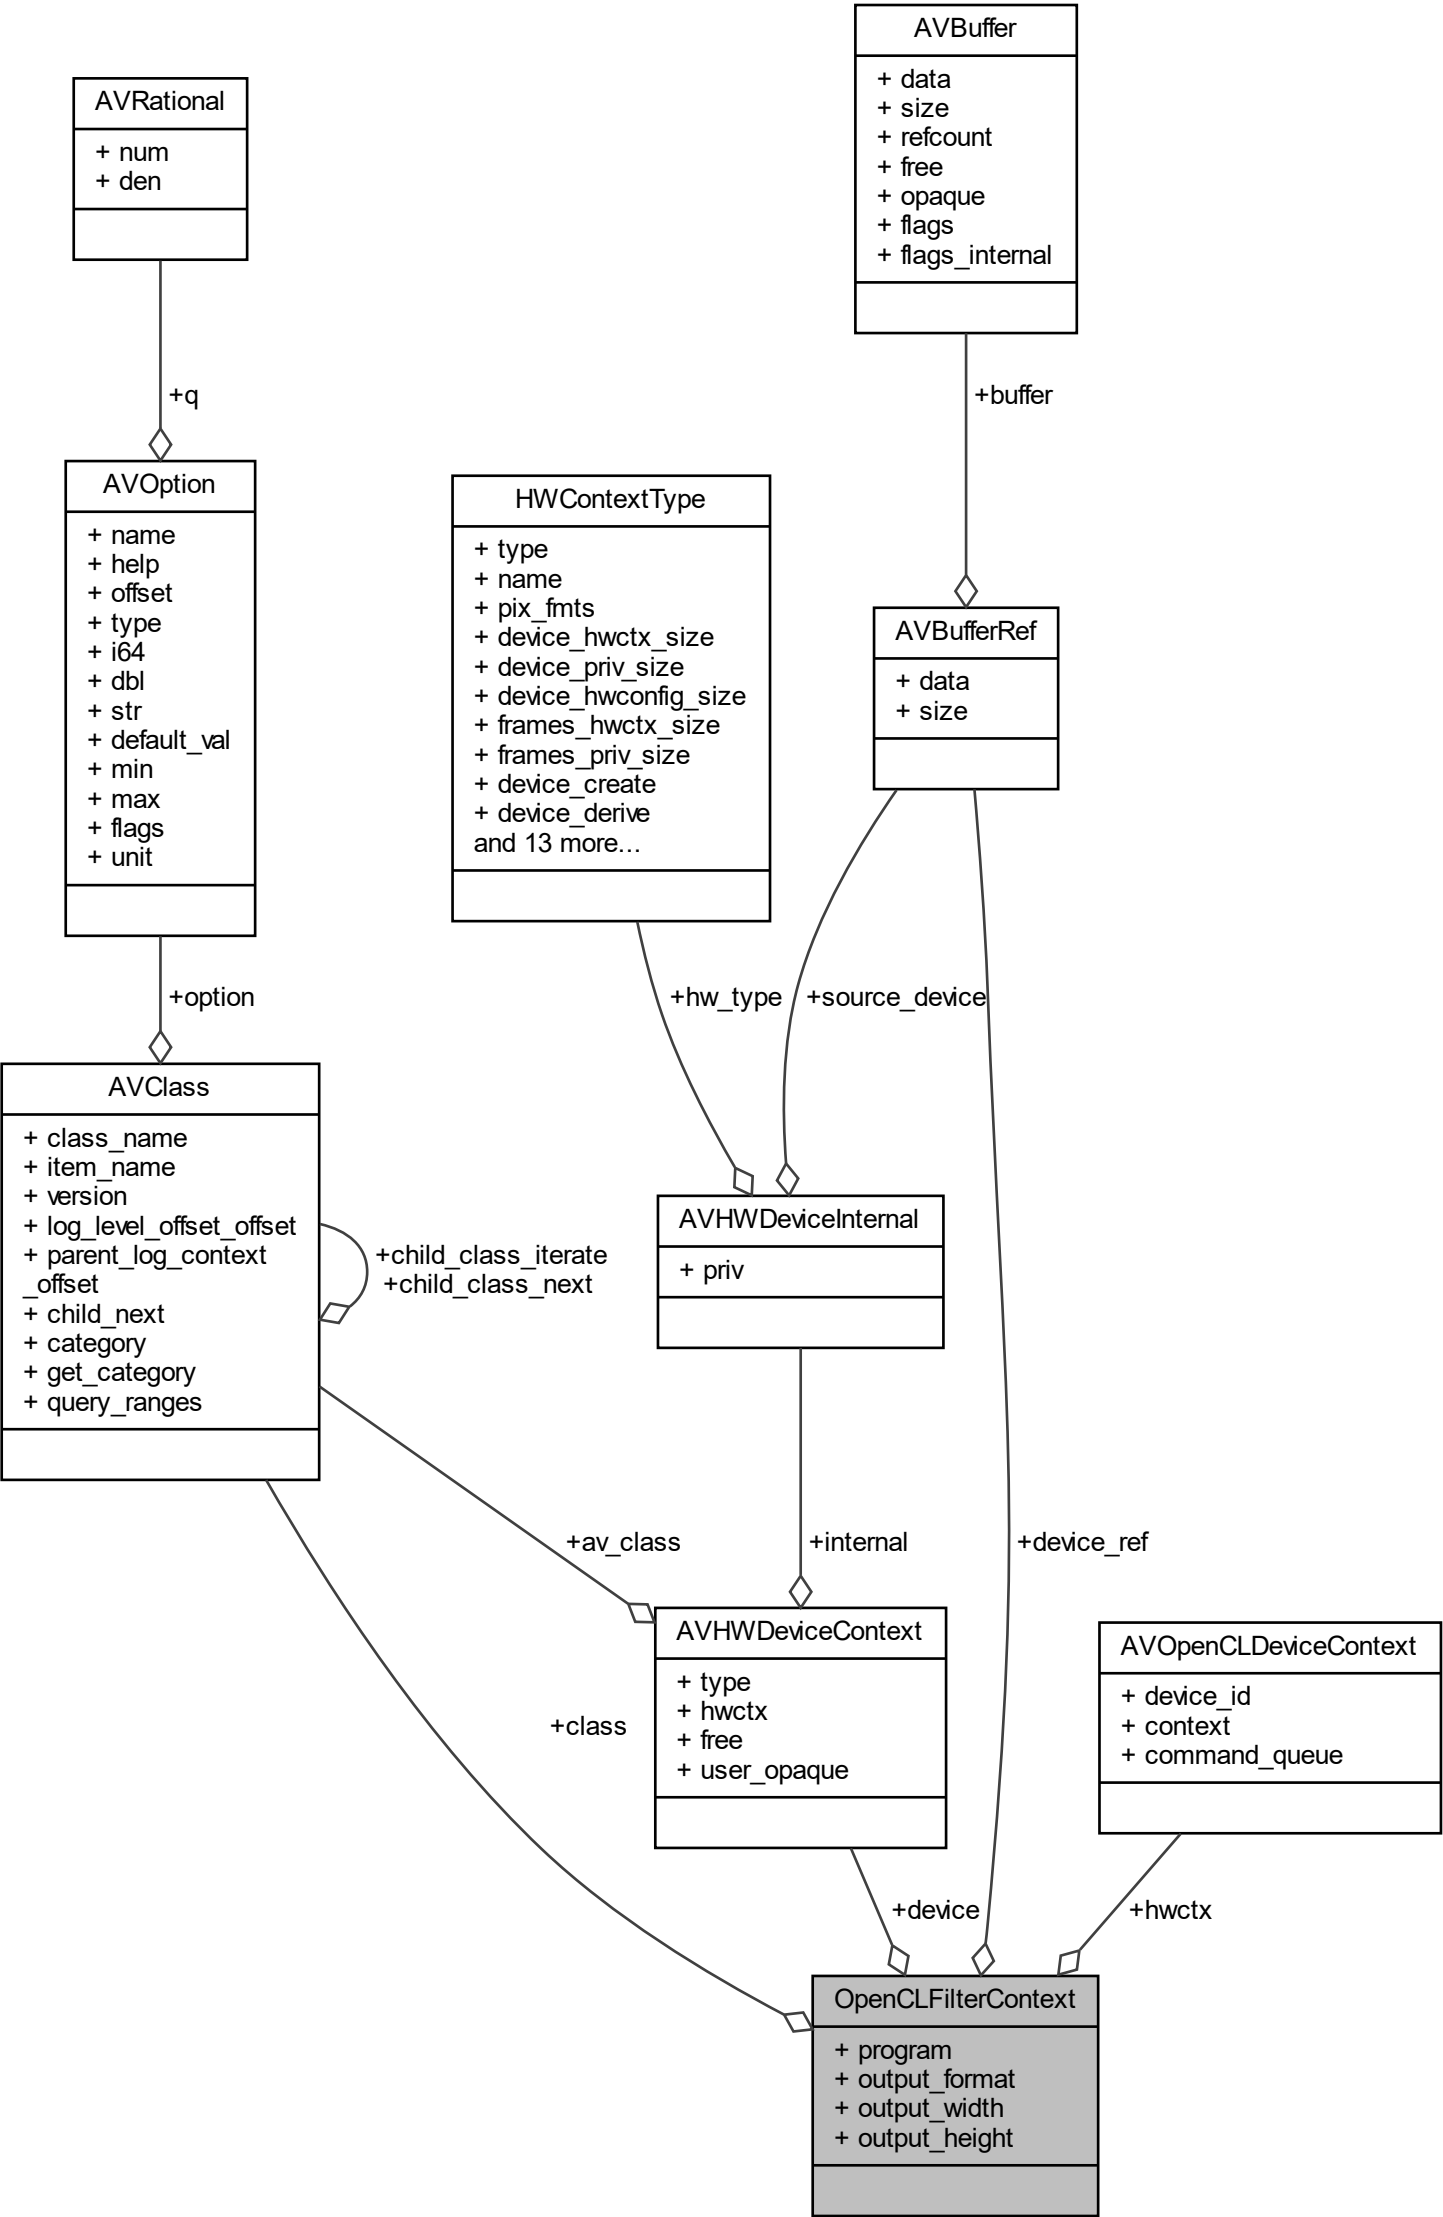 AVBuffer
+ data
+ size
+ refcount
+ free
+ opaque
+ flags
+ flags_internal
AVRational
+ num
+ den
+q
+buffer
AVOption
+ name
+ help
+ offset
+ type
+ i64
+ dbl
+ str
+ default_val
+ min
+ max
+ flags
+ unit
HWContextType
+ type
+ name
+ pix_fmts
+ device_hwctx_size
+ device_priv_size
+ device_hwconfig_size
+ frames_hwctx_size
+ frames_priv_size
+ device_create
+ device_derive
and 13 more...
AVBufferRef
+ data
+ size
+option
+hw_type
+source_device
AVClass
+ class_name
+ item_name
+ version
+ log_level_offset_offset
+ parent_log_context
_offset
+ child_next
+ category
+ get_category
+ query_ranges
+child_class_iterate
+child_class_next
AVHWDeviceInternal
+ priv
+av_class
+internal
+device_ref
+class
AVHWDeviceContext
+ type
+ hwctx
+ free
+ user_opaque
AVOpenCLDeviceContext
+ device_id
+ context
+ command_queue
+device
+hwctx
OpenCLFilterContext
+ program
+ output_format
+ output_width
+ output_height